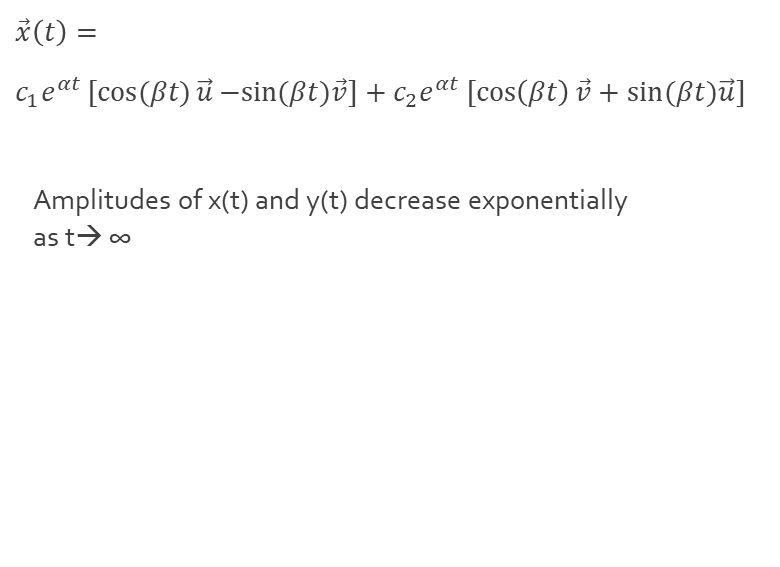 x⃗(t) =
c₁e^αt [cos(βt) u⃗ −sin(βt)v⃗] + c₂e^αt [cos(βt) v⃗ + sin(βt)u⃗]
Amplitudes of x(t) and y(t) decrease exponentially
as t→ ∞